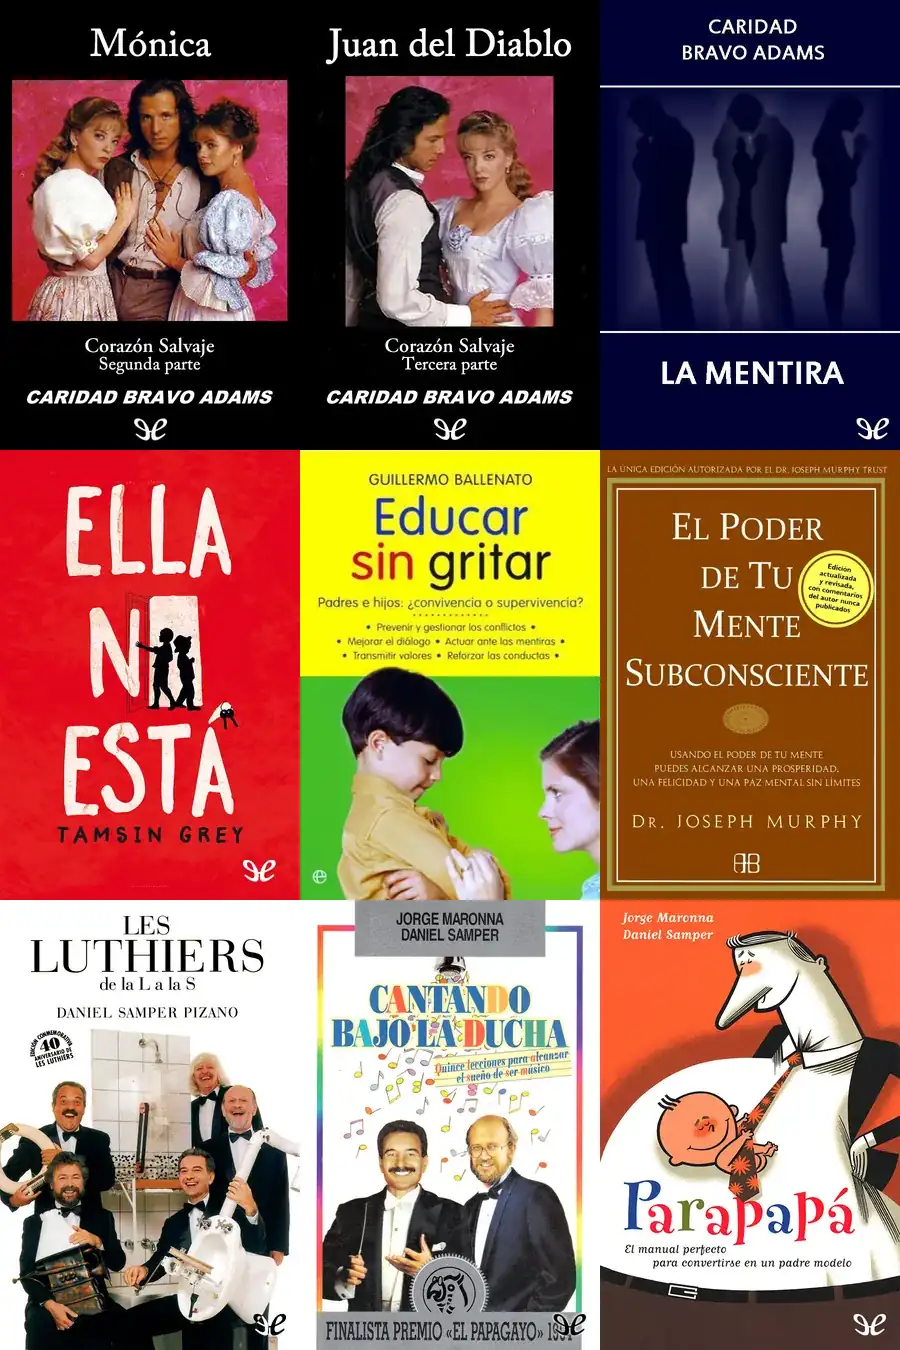 Mónica
Corazón Salvaje
Segunda parte
CARIDAD BRAVO ADAMS
Juan del Diablo
Corazón Salvaje
Tercera parte
CARIDAD BRAVO ADAMS
CARIDAD
BRAVO ADAMS
LA MENTIRA
ELLA
NO
ESTÁ
TAMSIN GREY
GUILLERMO BALLENATO
Educar
sin gritar
Padres e hijos: ¿convivencia o supervivencia?
• Prevenir y gestionar los conflictos •
• Mejorar el diálogo • Actuar ante las mentiras •
• Transmitir valores • Reforzar las conductas •
e
LA ÚNICA EDICIÓN AUTORIZADA POR EL DR. JOSEPH MURPHY TRUST
EL PODER
DE TU
MENTE
SUBCONSCIENTE
Edición
actualizada
y revisada,
con comentarios
del autor nunca
publicados
USANDO EL PODER DE TU MENTE
PUEDES ALCANZAR UNA PROSPERIDAD,
UNA FELICIDAD Y UNA PAZ MENTAL SIN LÍMITES
DR. JOSEPH MURPHY
LES
LUTHIERS
de la L a la S
DANIEL SAMPER PIZANO
EDICIÓN CONMEMORATIVA
40
ANIVERSARIO DE
LES LUTHIERS
JORGE MARONNA
DANIEL SAMPER
CANTANDO
BAJO LA DUCHA
Quince lecciones para alcanzar
el sueño de ser músico
FINALISTA PREMIO «EL PAPAGAYO»
Jorge Maronna
Daniel Samper
Parapapá
El manual perfecto
para convertirse en un padre modelo